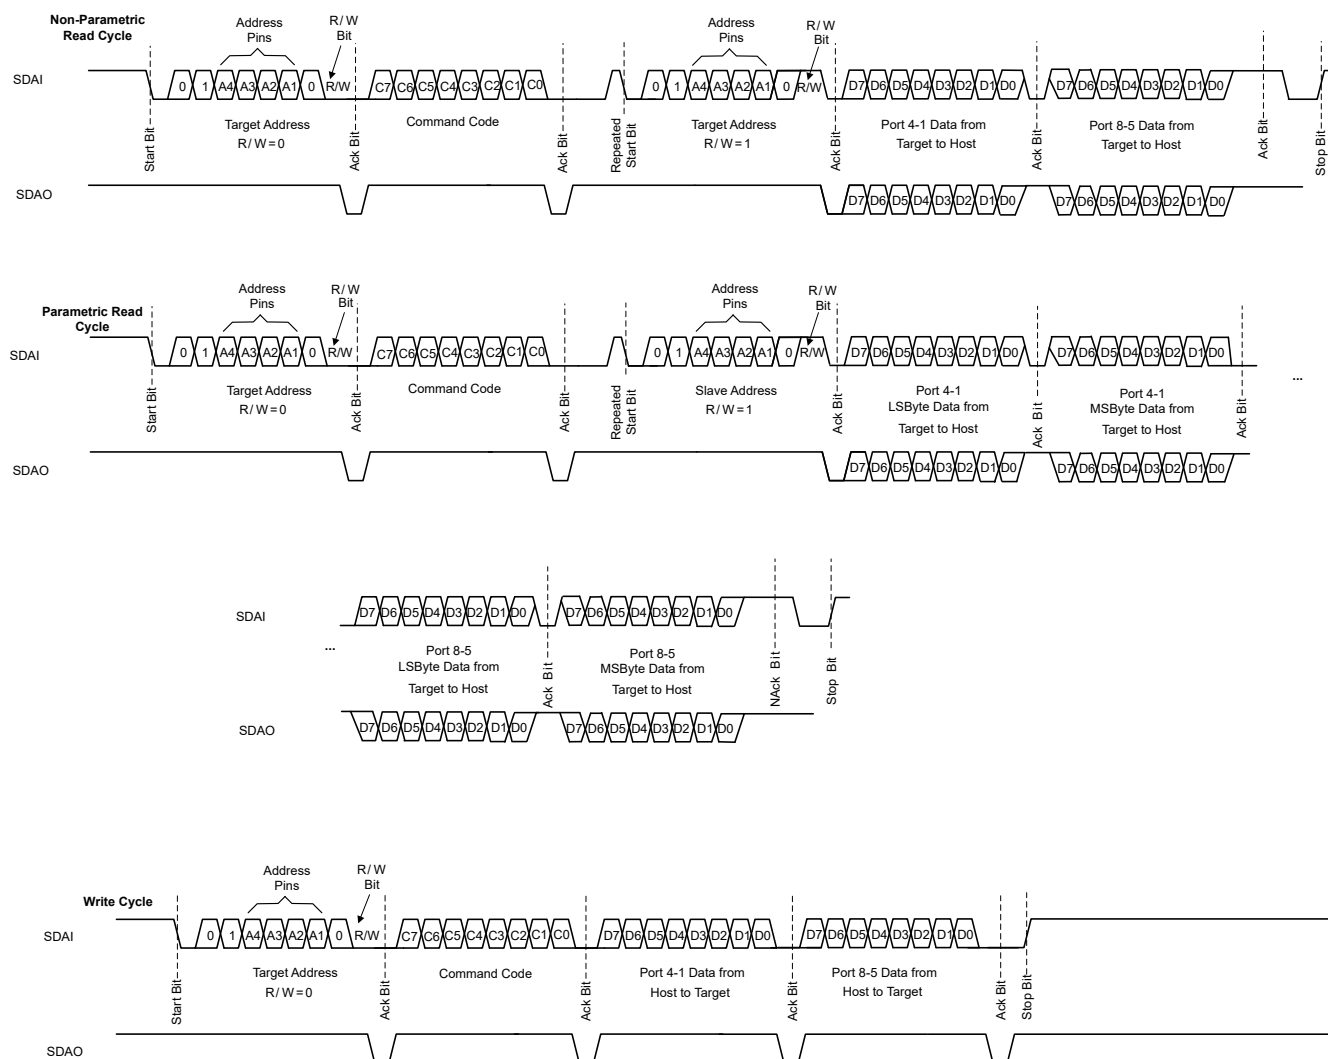 Non-Parametric
Read Cycle
Address
Pins
R/W
Bit
R/W
Bit
Address
Pins
SDAI
0 1 A4 A3 A2 A1 0 R/W C7 C6 C5 C4 C3 C2 C1 C0 0 1 A4 A3 A2 A1 0 R/W D7 D6 D5 D4 D3 D2 D1 D0 D7 D6 D5 D4 D3 D2 D1 D0
Start Bit
Target Address
R/W=0
Ack Bit
Command Code
Ack Bit
Repeated
Start Bit
Target Address
R/W=1
Ack Bit
Port 4-1 Data from
Target to Host
Ack Bit
Port 8-5 Data from
Target to Host
Ack Bit
Stop Bit
SDAO
D7 D6 D5 D4 D3 D2 D1 D0 D7 D6 D5 D4 D3 D2 D1 D0
Parametric Read
Cycle
Address
Pins
R/W
Bit
Address
Pins
R/W
Bit
SDAI
0 1 A4 A3 A2 A1 0 R/W C7 C6 C5 C4 C3 C2 C1 C0 0 1 A4 A3 A2 A1 0 R/W D7 D6 D5 D4 D3 D2 D1 D0 D7 D6 D5 D4 D3 D2 D1 D0
...
Start Bit
Target Address
R/W=0
Ack Bit
Command Code
Ack Bit
Repeated
Start Bit
Slave Address
R/W=1
Ack Bit
Port 4-1
LSByte Data from
Target to Host
Ack Bit
Port 4-1
MSByte Data from
Target to Host
Ack Bit
SDAO
D7 D6 D5 D4 D3 D2 D1 D0 D7 D6 D5 D4 D3 D2 D1 D0
SDAI
D7 D6 D5 D4 D3 D2 D1 D0 D7 D6 D5 D4 D3 D2 D1 D0
...
Port 8-5
LSByte Data from
Target to Host
Ack Bit
Port 8-5
MSByte Data from
Target to Host
NAck Bit
Stop Bit
SDAO
D7 D6 D5 D4 D3 D2 D1 D0 D7 D6 D5 D4 D3 D2 D1 D0
Write Cycle
Address
Pins
R/W
Bit
SDAI
0 1 A4 A3 A2 A1 0 R/W C7 C6 C5 C4 C3 C2 C1 C0 D7 D6 D5 D4 D3 D2 D1 D0 D7 D6 D5 D4 D3 D2 D1 D0
Start Bit
Target Address
R/W=0
Ack Bit
Command Code
Ack Bit
Port 4-1 Data from
Host to Target
Ack Bit
Port 8-5 Data from
Host to Target
Ack Bit
Stop Bit
SDAO